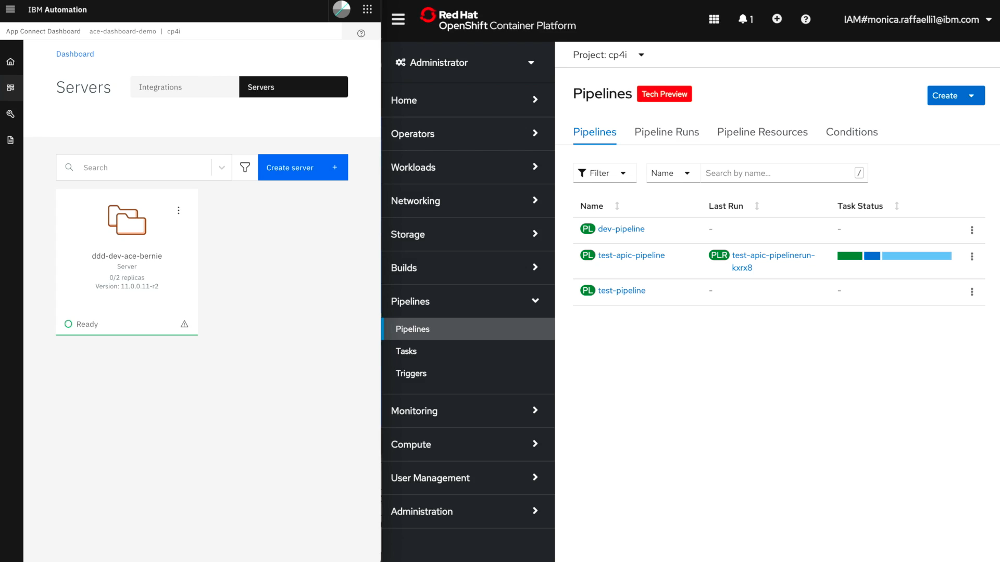 IBM Automation
App Connect Dashboard ace-dashboard-demo | cp4i
Dashboard
Servers
Integrations
Servers
Search
Create server +
ddd-dev-ace-bernie
Server
0/2 replicas
Version: 11.0.0.11-r2
Ready
Red Hat
OpenShift Container Platform
1
IAM#monica.raffaelli1@ibm.com
Administrator
Home
Operators
Workloads
Networking
Storage
Builds
Pipelines
Pipelines
Tasks
Triggers
Monitoring
Compute
User Management
Administration
Project: cp4i
Pipelines Tech Preview
Create
Pipelines Pipeline Runs Pipeline Resources Conditions
Filter Name Search by name... /
Name Last Run Task Status
PL dev-pipeline - -
PL test-apic-pipeline PLR test-apic-pipelinerun-
kxrx8
PL test-pipeline - -